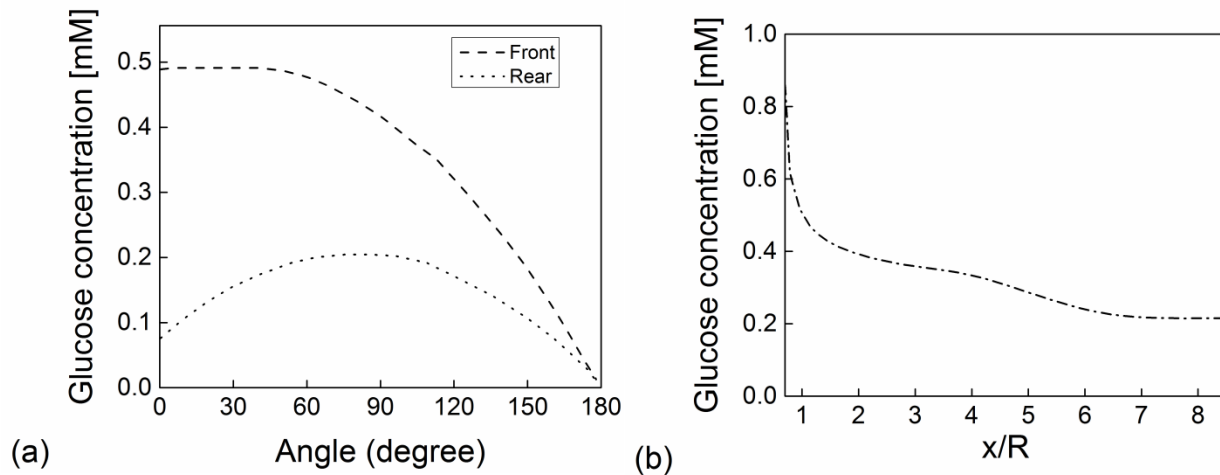 Glucose concentration [mM]
0.5
0.4
0.3
0.2
0.1
0.0
Front
Rear
0 30 60 90 120 150 180
Angle (degree)
(a)
Glucose concentration [mM]
1.0
0.8
0.6
0.4
0.2
0.0
1 2 3 4 5 6 7 8
x/R
(b)